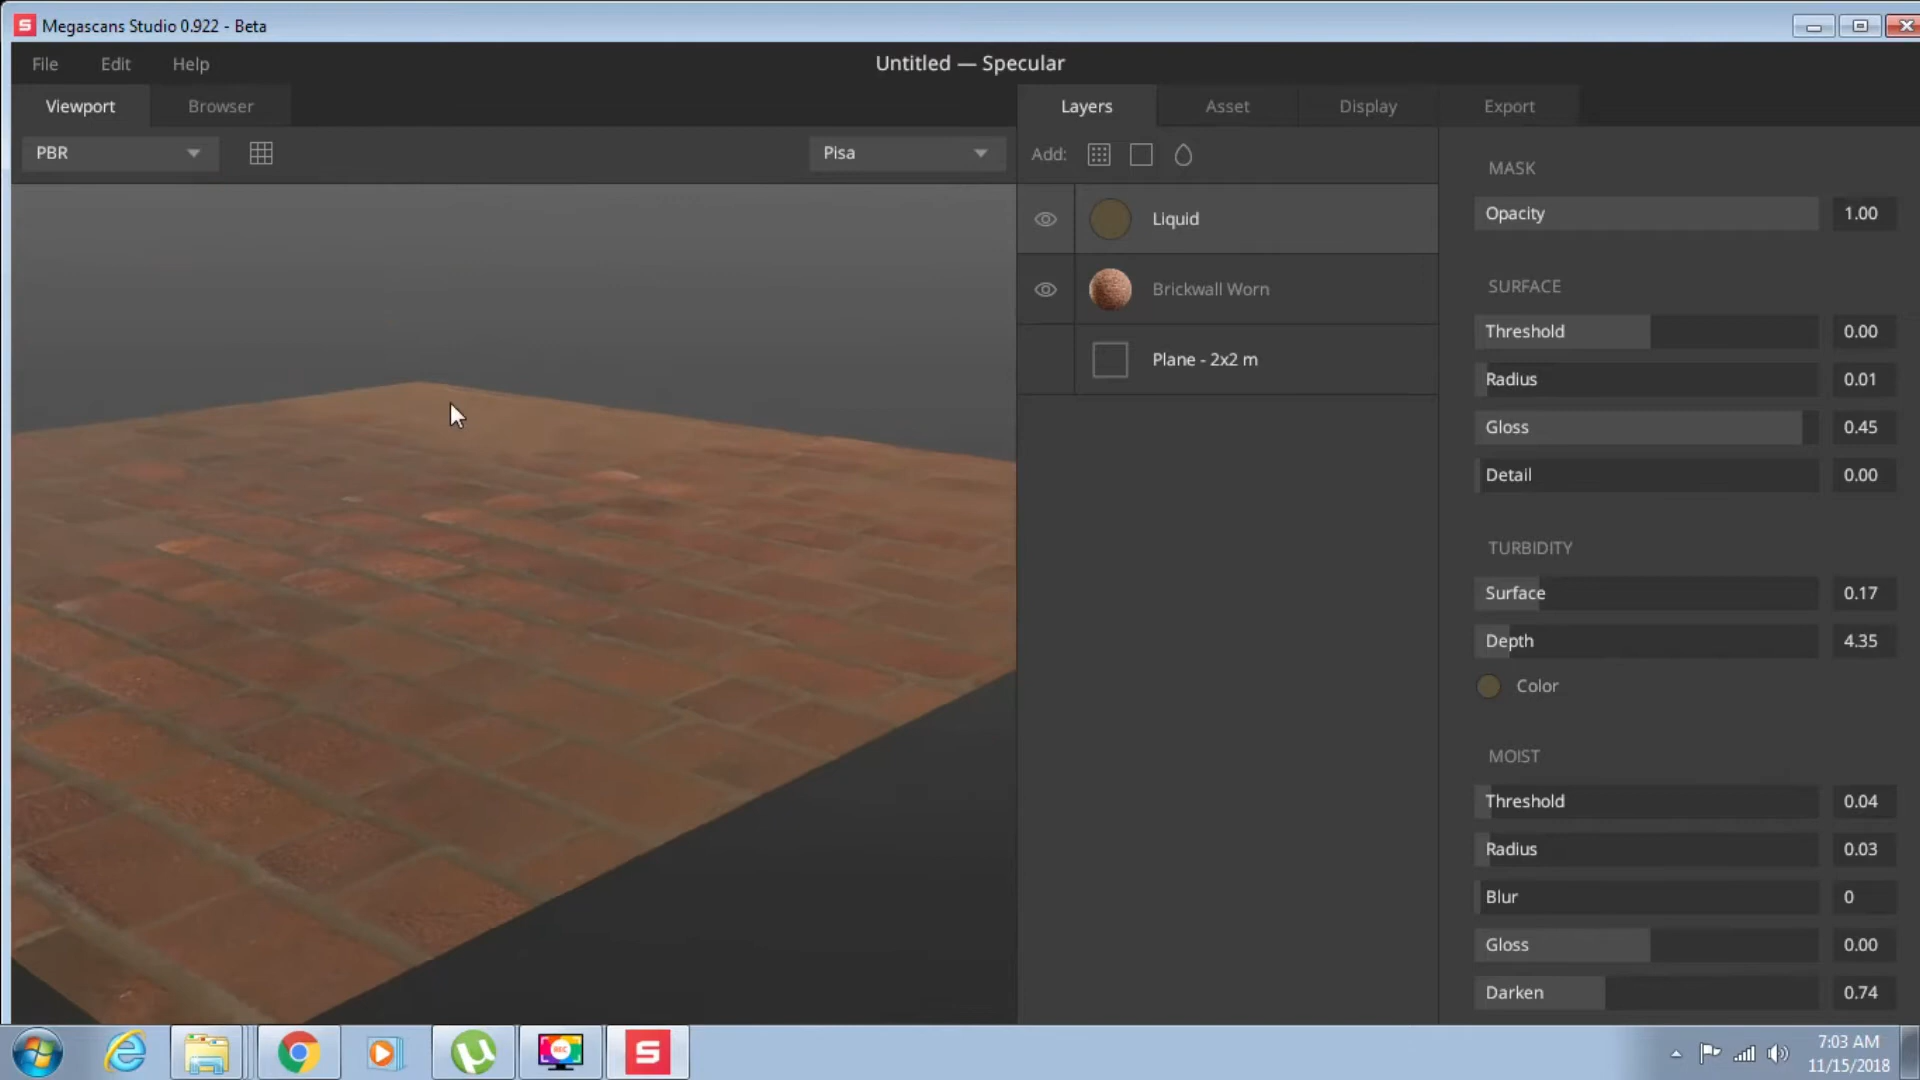 Megascans Studio 0.922 - Beta
File Edit Help
Untitled — Specular
Viewport Browser
Layers Asset Display Export
PBR
Pisa
Add:
Liquid
Brickwall Worn
Plane - 2x2 m
MASK
Opacity 1.00
SURFACE
Threshold 0.00
Radius 0.01
Gloss 0.45
Detail 0.00
TURBIDITY
Surface 0.17
Depth 4.35
Color
MOIST
Threshold 0.04
Radius 0.03
Blur 0
Gloss 0.00
Darken 0.74
REC
7:03 AM
11/15/2018